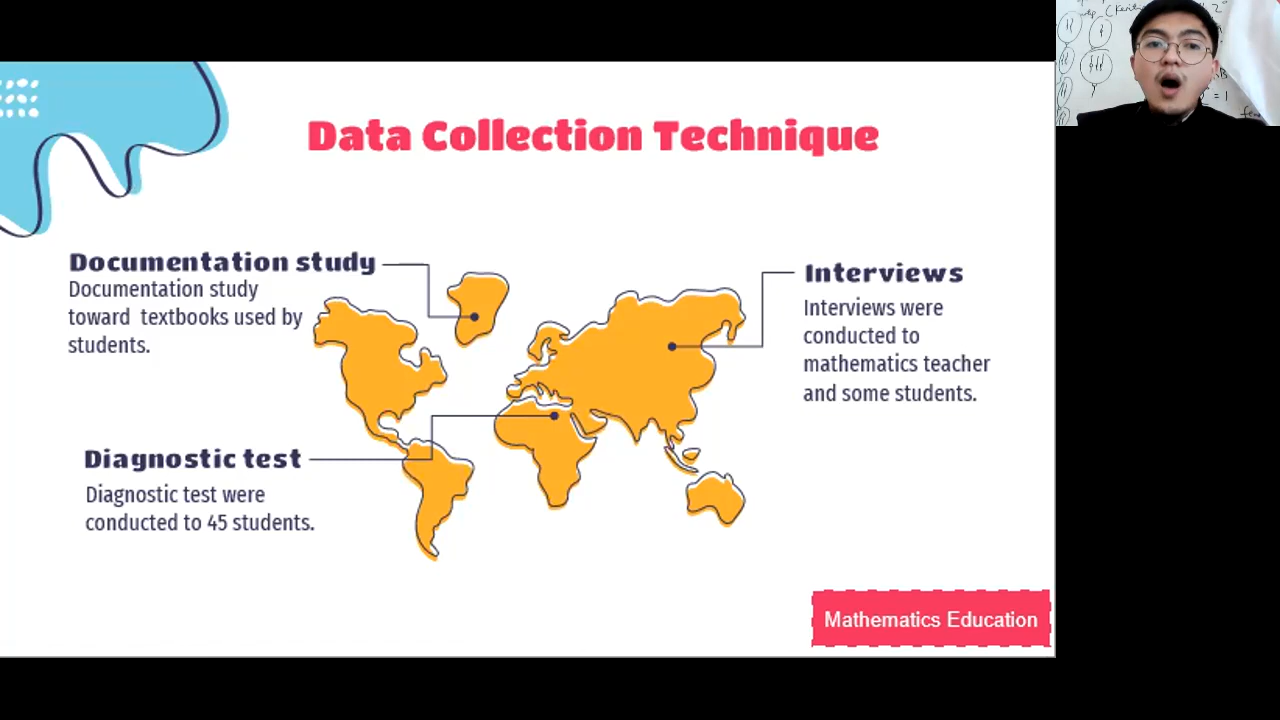 Data Collection Technique
Documentation study
Documentation study
toward textbooks used by
students.
Interviews
Interviews were
conducted to
mathematics teacher
and some students.
Diagnostic test
Diagnostic test were
conducted to 45 students.
Mathematics Education